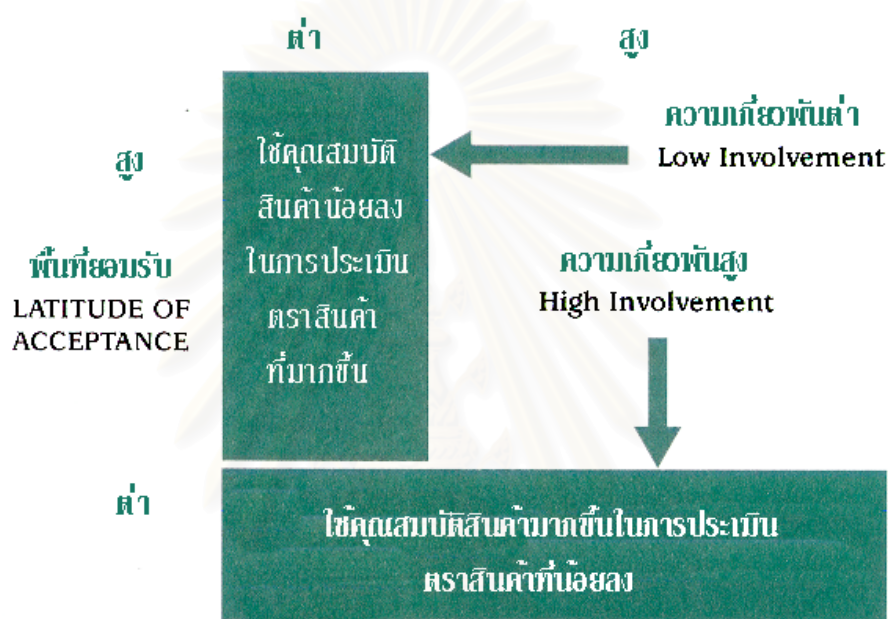 ต่ำ สูง
ความเกี่ยวพันต่ำ
Low Involvement
สูง
ใช้คุณสมบัติ
สินค้าน้อยลง
ในการประเมิน
ตราสินค้า
ที่มากขึ้น
พื้นที่ยอมรับ
LATITUDE OF
ACCEPTANCE
ความเกี่ยวพันสูง
High Involvement
ต่ำ
ใช้คุณสมบัติสินค้ามากขึ้นในการประเมิน
ตราสินค้าที่น้อยลง